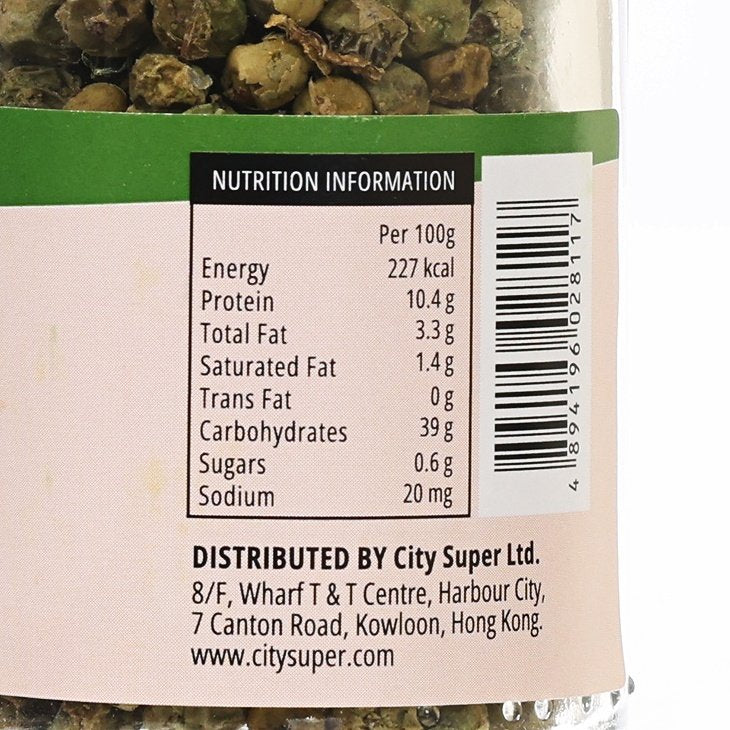 NUTRITION INFORMATION
Per 100g
Energy 227 kcal
Protein 10.4 g
Total Fat 3.3 g
Saturated Fat 1.4 g
Trans Fat 0 g
Carbohydrates 39 g
Sugars 0.6 g
Sodium 20 mg
4 894196 028117
DISTRIBUTED BY City Super Ltd.
8/F, Wharf T & T Centre, Harbour City,
7 Canton Road, Kowloon, Hong Kong.
www.citysuper.com